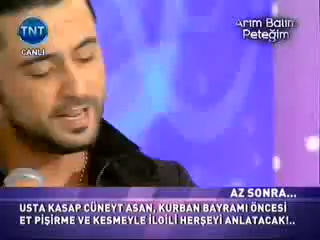 TNT
CANLI
Arım Balım
Peteğim
AZ SONRA...
USTA KASAP CÜNEYT ASAN, KURBAN BAYRAMI ÖNCESİ
ET PİŞİRME VE KESMEYLE İLGİLİ HERŞEYİ ANLATACAK!..